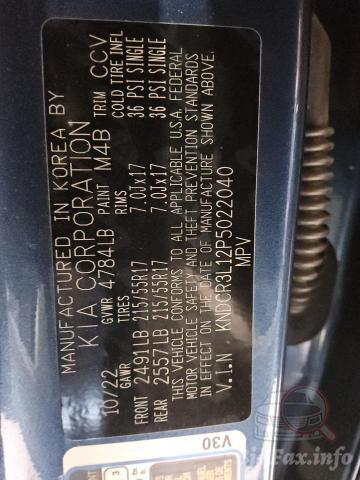 MANUFACTURED IN KOREA BY
KIA CORPORATION
10/22 GVWR 4784LB PAINT M4B TRIM CCV
GAWR TIRES RIMS COLD TIRE INFL
FRONT 2491LB 215/55R17 7.0Jx17 36 PSI SINGLE
REAR 2557LB 215/55R17 7.0Jx17 36 PSI SINGLE
THIS VEHICLE CONFORMS TO ALL APPLICABLE U.S.A. FEDERAL
MOTOR VEHICLE SAFETY AND THEFT PREVENTION STANDARDS
IN EFFECT ON THE DATE OF MANUFACTURE SHOWN ABOVE.
V.I.N KNDCR3L12P5022040
MPV
V30
Fax.info